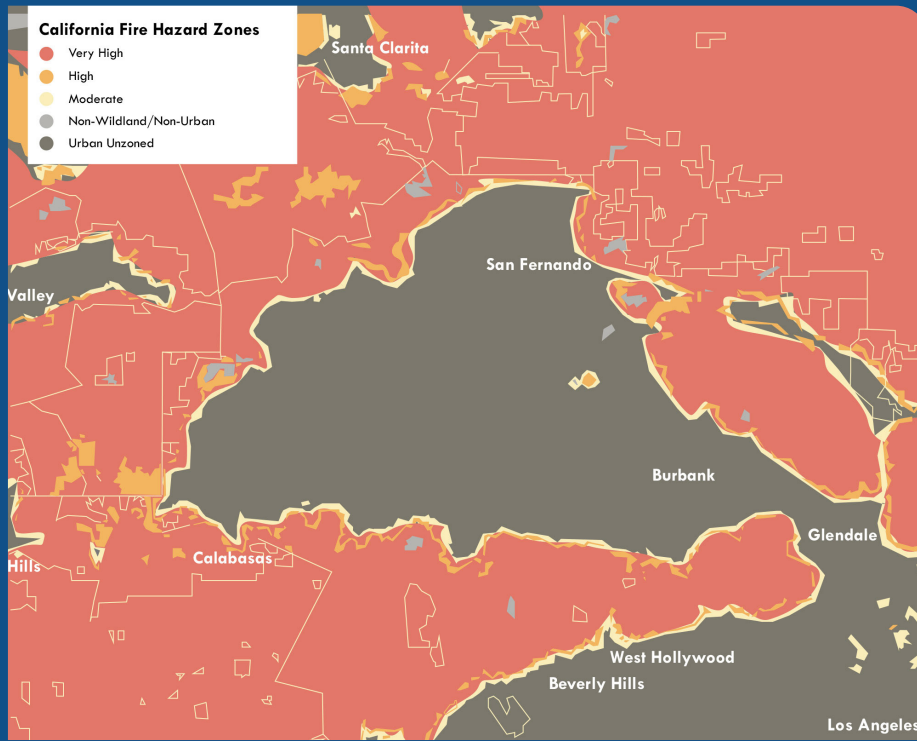 California Fire Hazard Zones
Very High
High
Moderate
Non-Wildland/Non-Urban
Urban Unzoned
Santa Clarita
San Fernando
Valley
Burbank
Glendale
Calabasas
Hills
West Hollywood
Beverly Hills
Los Angeles